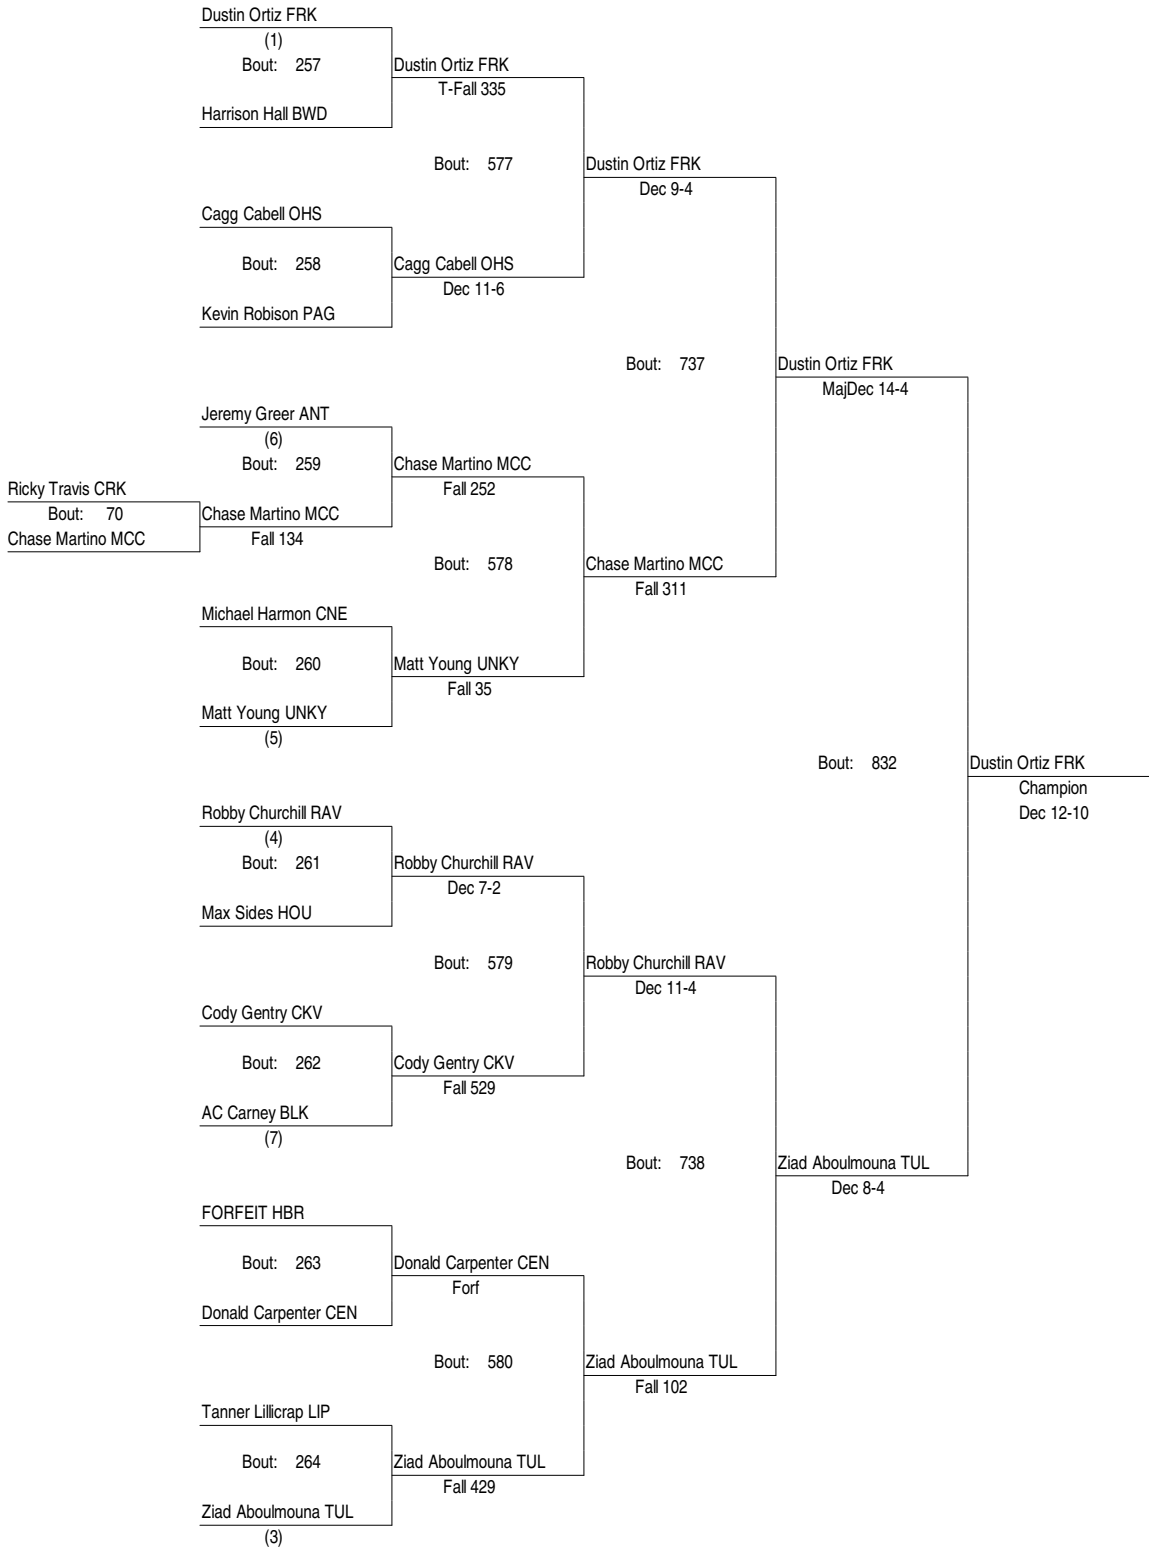 Dustin Ortiz FRK
(1)
Bout: 257
Dustin Ortiz FRK
T-Fall 335
Harrison Hall BWD
Bout: 577
Dustin Ortiz FRK
Dec 9-4
Cagg Cabell OHS
Bout: 258
Cagg Cabell OHS
Dec 11-6
Kevin Robison PAG
Bout: 737
Dustin Ortiz FRK
MajDec 14-4
Jeremy Greer ANT
(6)
Bout: 259
Chase Martino MCC
Fall 252
Ricky Travis CRK
Bout: 70
Chase Martino MCC
Chase Martino MCC
Fall 134
Bout: 578
Chase Martino MCC
Fall 311
Michael Harmon CNE
Bout: 260
Matt Young UNKY
Fall 35
Matt Young UNKY
(5)
Bout: 832
Dustin Ortiz FRK
Champion
Dec 12-10
Robby Churchill RAV
(4)
Bout: 261
Robby Churchill RAV
Dec 7-2
Max Sides HOU
Bout: 579
Robby Churchill RAV
Dec 11-4
Cody Gentry CKV
Bout: 262
Cody Gentry CKV
Fall 529
AC Carney BLK
(7)
Bout: 738
Ziad Aboulmouna TUL
Dec 8-4
FORFEIT HBR
Bout: 263
Donald Carpenter CEN
Forf
Donald Carpenter CEN
Bout: 580
Ziad Aboulmouna TUL
Fall 102
Tanner Lillicrap LIP
Bout: 264
Ziad Aboulmouna TUL
Fall 429
Ziad Aboulmouna TUL
(3)